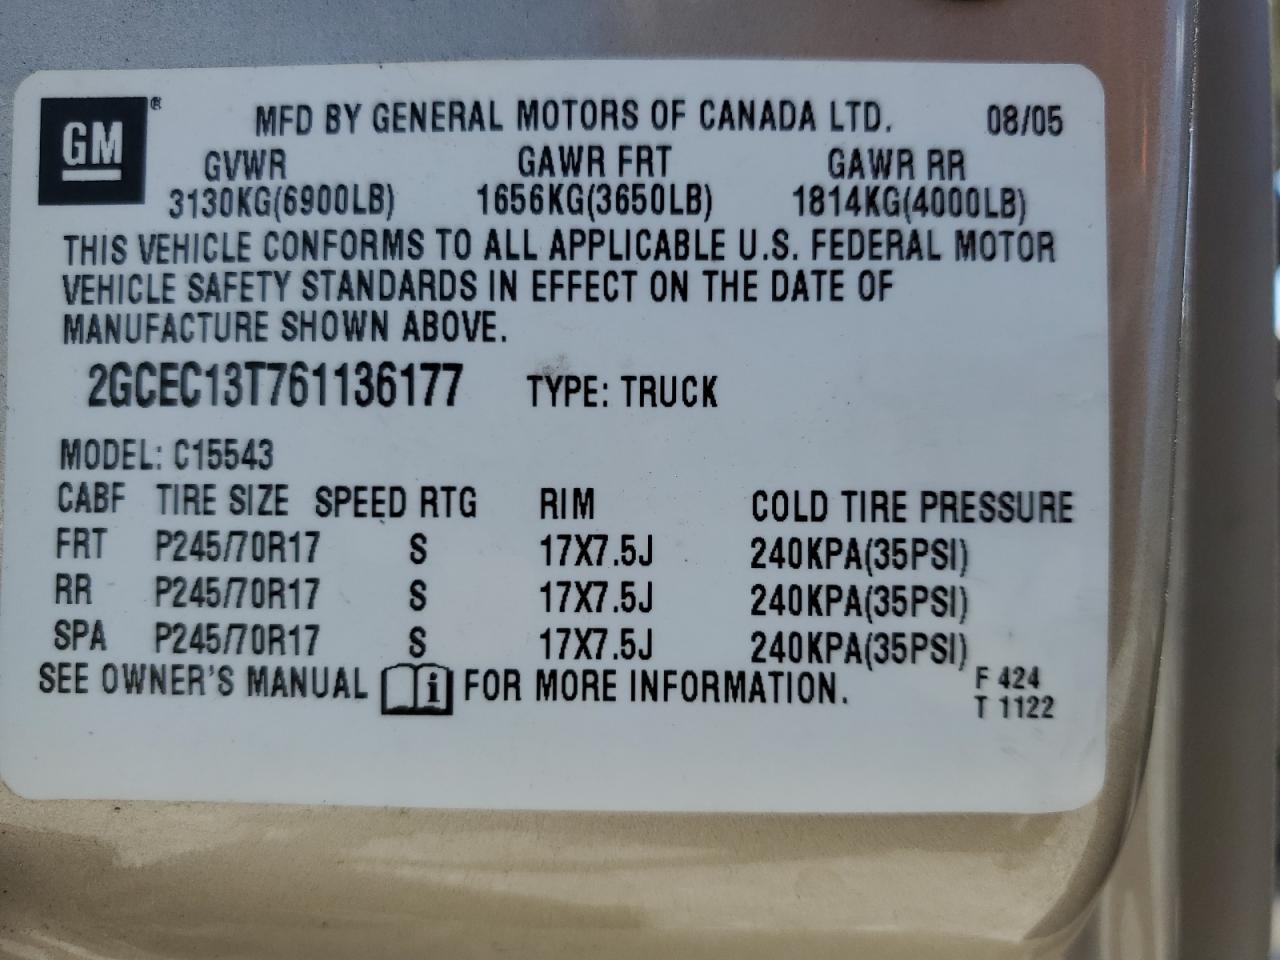 GM ® MFD BY GENERAL MOTORS OF CANADA LTD. 08/05
GVWR GAWR FRT GAWR RR
3130KG(6900LB) 1656KG(3650LB) 1814KG(4000LB)
THIS VEHICLE CONFORMS TO ALL APPLICABLE U.S. FEDERAL MOTOR
VEHICLE SAFETY STANDARDS IN EFFECT ON THE DATE OF
MANUFACTURE SHOWN ABOVE.
2GCEC13T761136177 TYPE: TRUCK
MODEL: C15543
CABF TIRE SIZE SPEED RTG RIM COLD TIRE PRESSURE
FRT P245/70R17 S 17X7.5J 240KPA(35PSI)
RR P245/70R17 S 17X7.5J 240KPA(35PSI)
SPA P245/70R17 S 17X7.5J 240KPA(35PSI)
SEE OWNER'S MANUAL i FOR MORE INFORMATION. F 424
T 1122